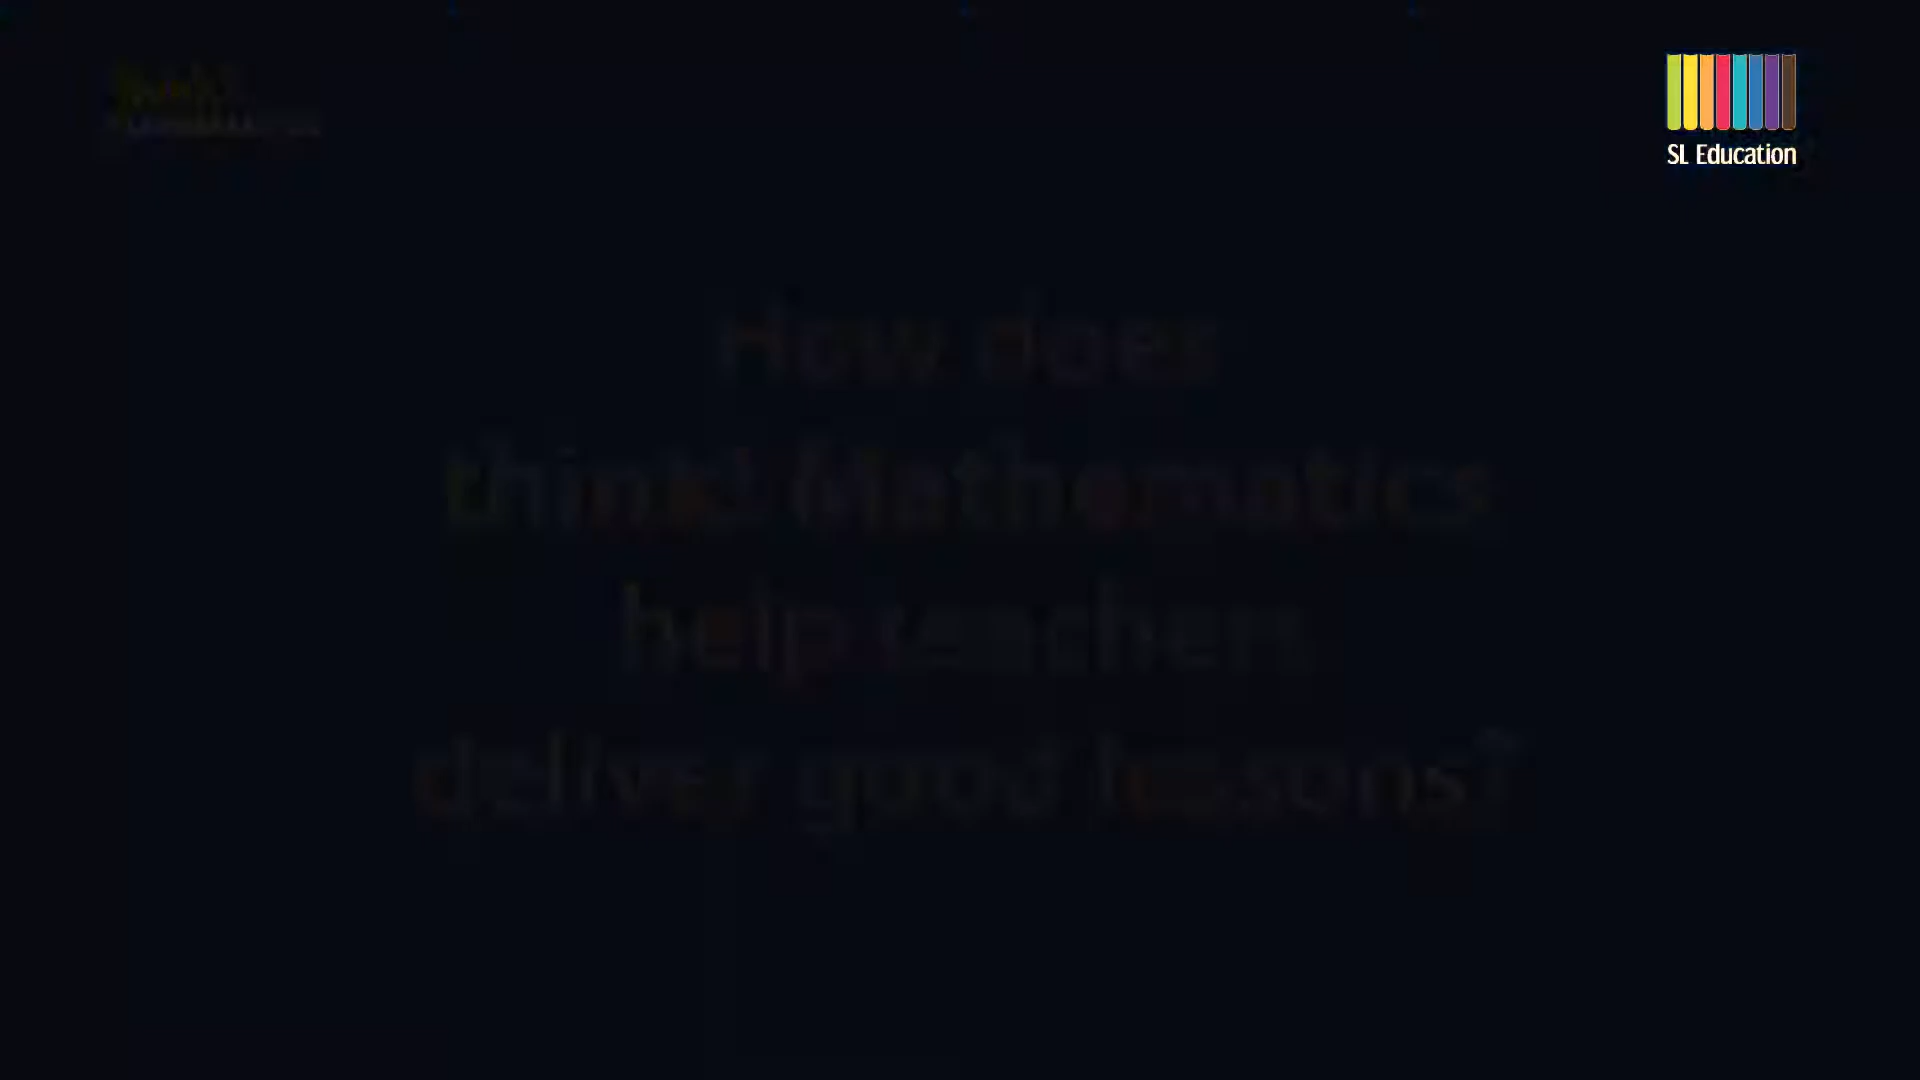 SL Education
How does
think! Mathematics
help teachers
deliver good lessons?